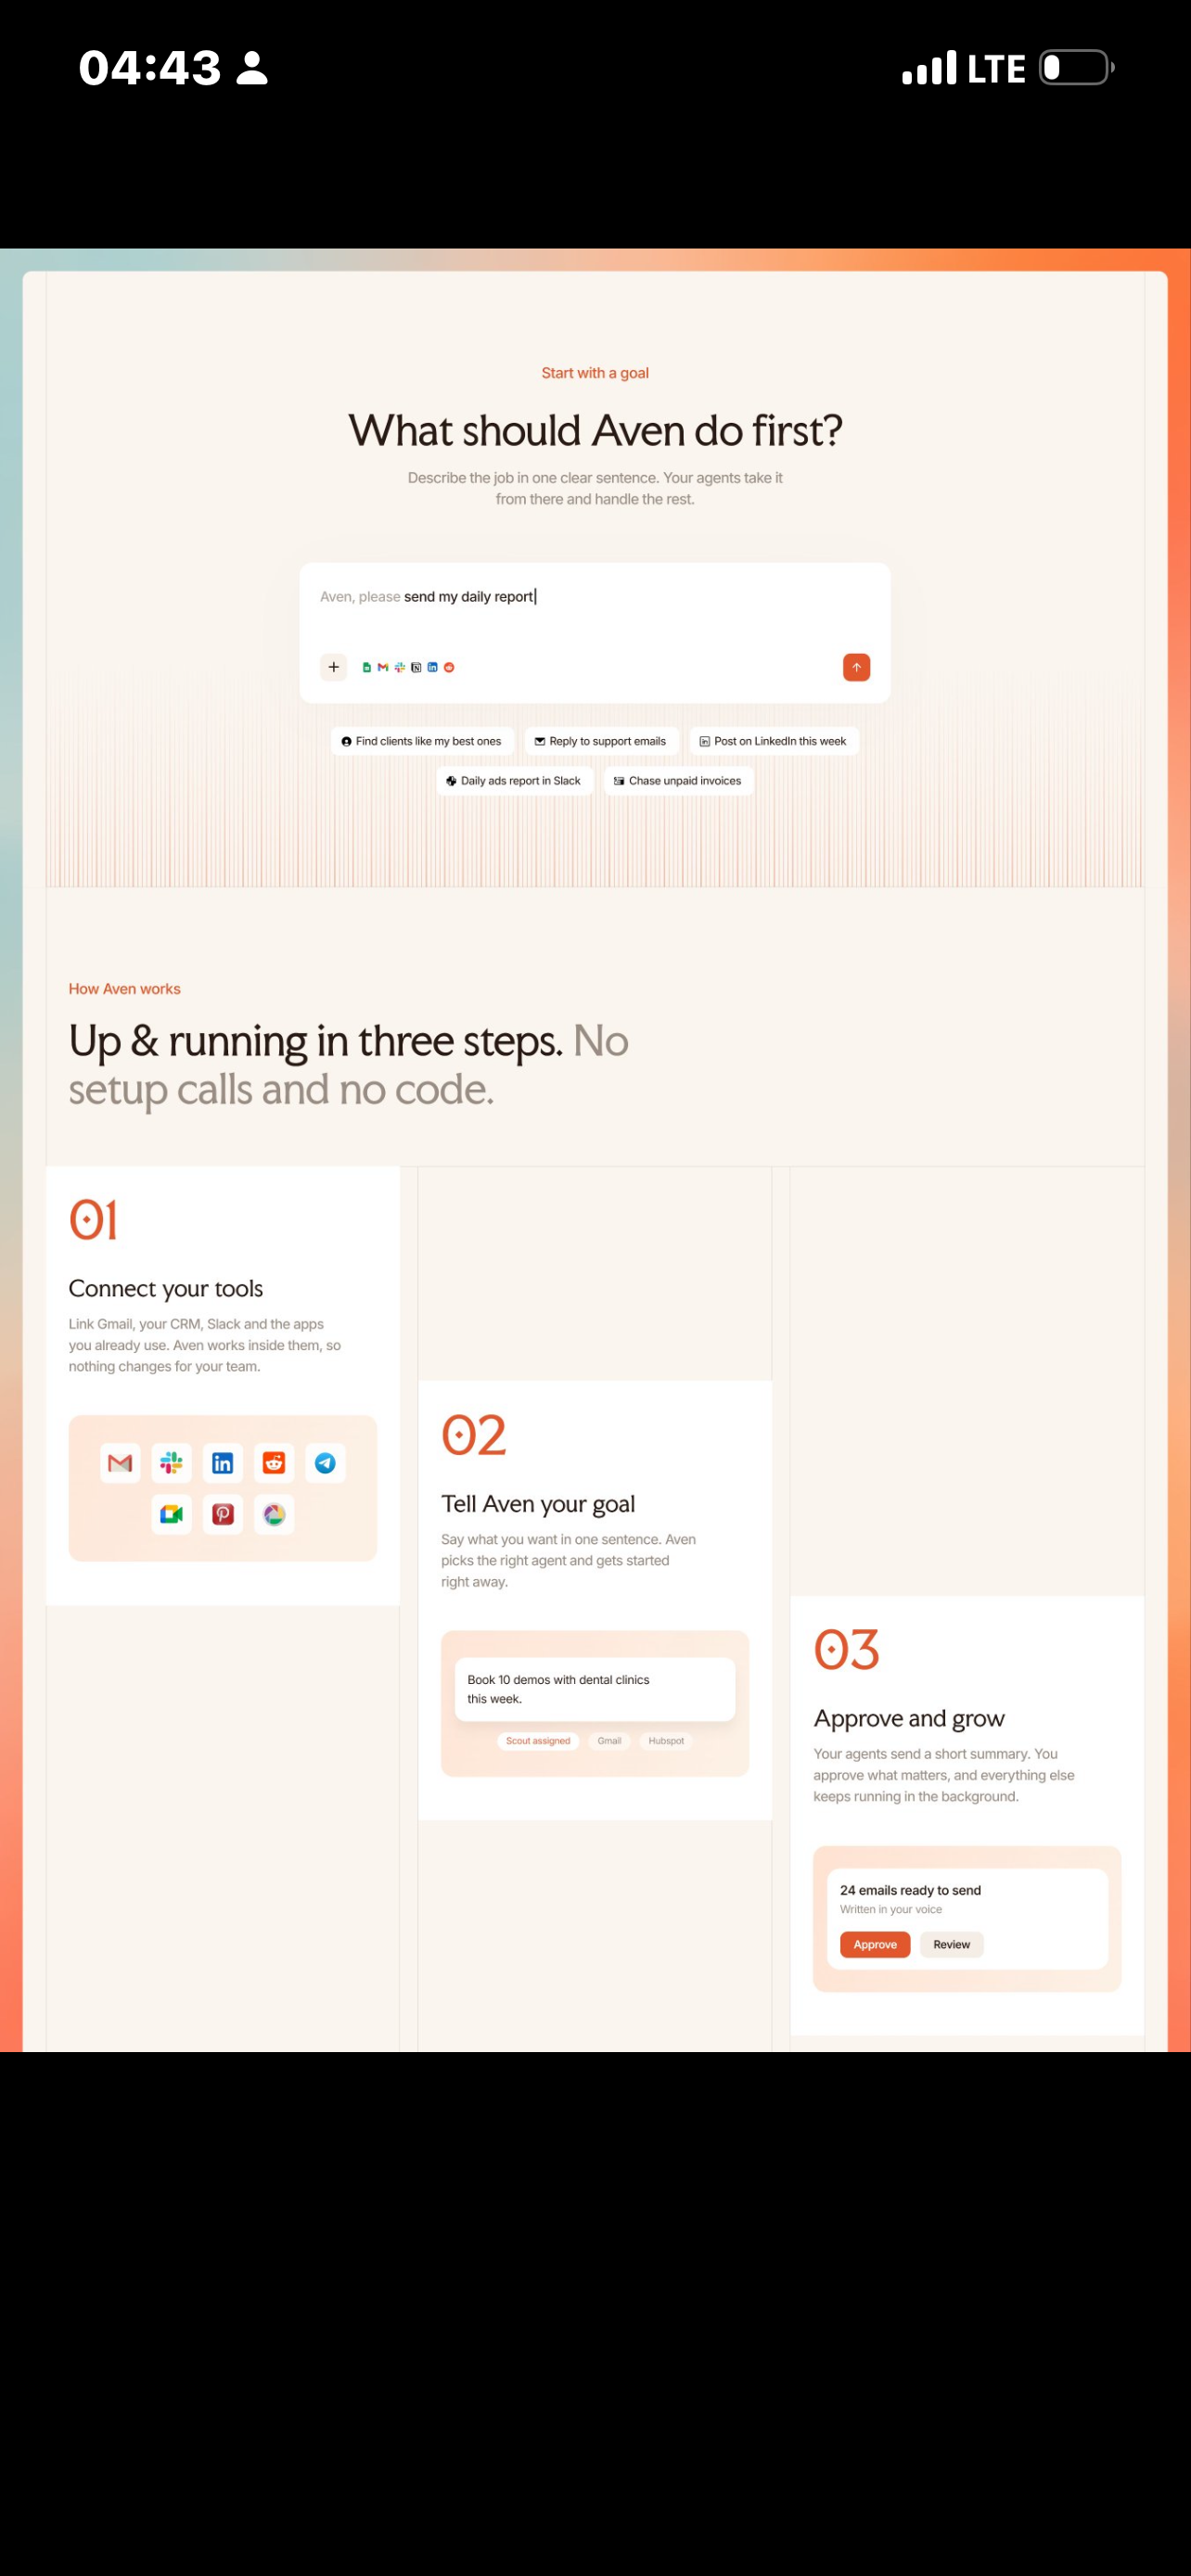 04:43
LTE
Start with a goal
What should Aven do first?
Describe the job in one clear sentence. Your agents take it
from there and handle the rest.
Aven, please send my daily report
Find clients like my best ones
Reply to support emails
Post on LinkedIn this week
Daily ads report in Slack
Chase unpaid invoices
How Aven works
Up & running in three steps. No
setup calls and no code.
01
Connect your tools
Link Gmail, your CRM, Slack and the apps
you already use. Aven works inside them, so
nothing changes for your team.
02
Tell Aven your goal
Say what you want in one sentence. Aven
picks the right agent and gets started
right away.
Book 10 demos with dental clinics
this week.
Scout assigned
Gmail
Hubspot
03
Approve and grow
Your agents send a short summary. You
approve what matters, and everything else
keeps running in the background.
24 emails ready to send
Written in your voice
Approve
Review